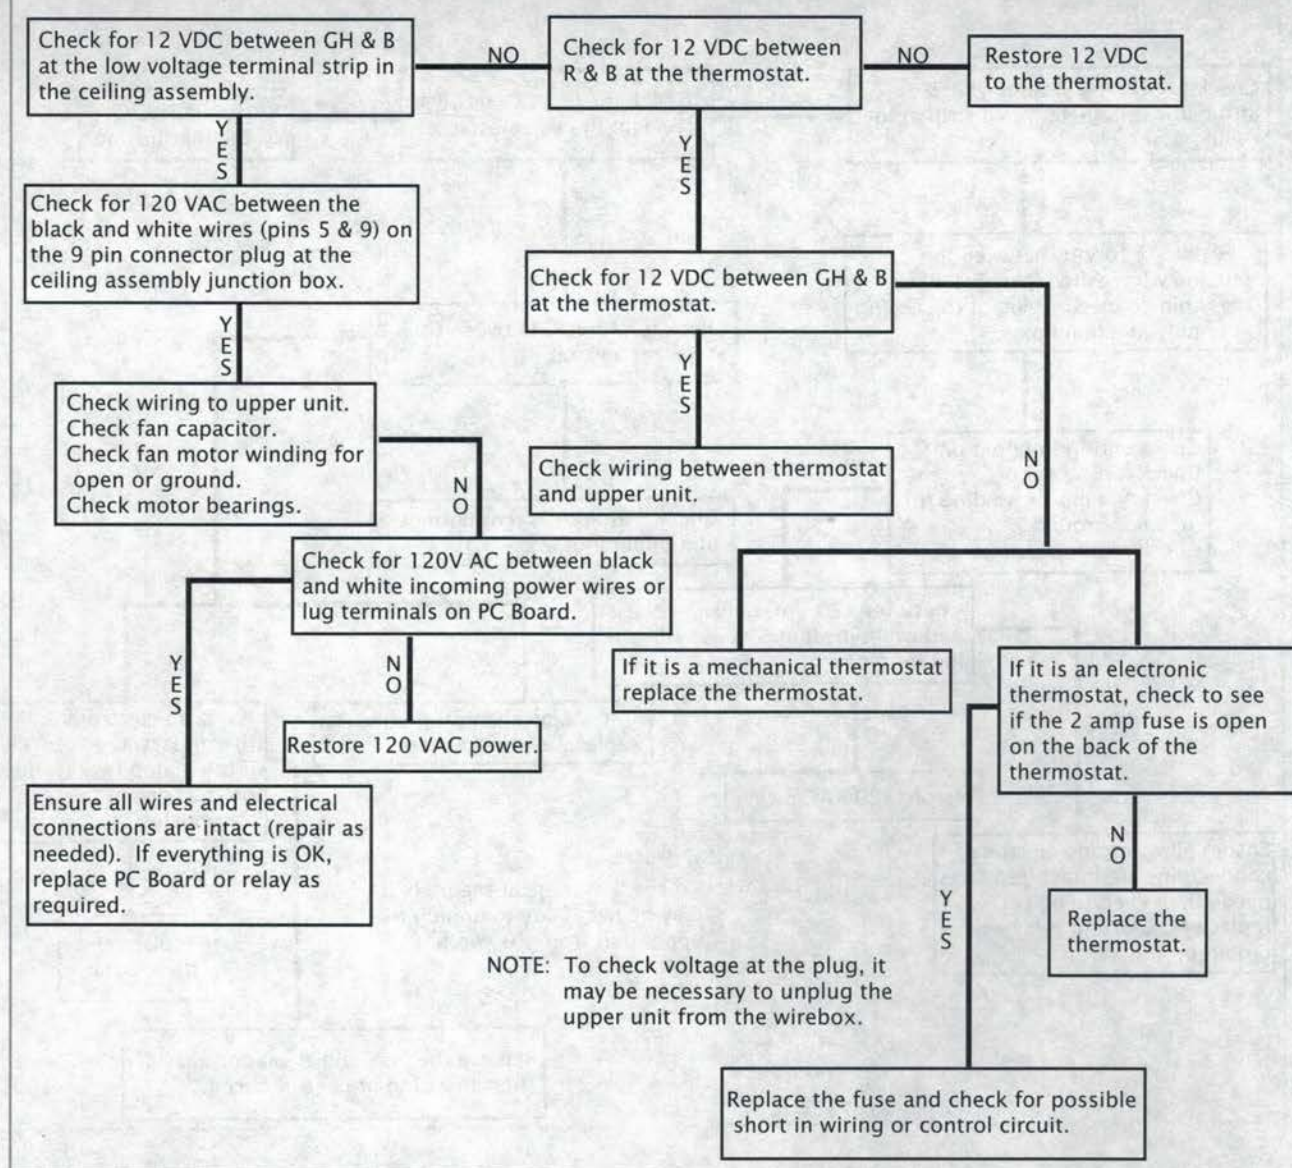 Check for 12 VDC between GH & B
at the low voltage terminal strip in
the ceiling assembly.
NO
Check for 12 VDC between
R & B at the thermostat.
NO
Restore 12 VDC
to the thermostat.
YES
YES
Check for 120 VAC between the
black and white wires (pins 5 & 9) on
the 9 pin connector plug at the
ceiling assembly junction box.
Check for 12 VDC between GH & B
at the thermostat.
YES
YES
NO
Check wiring to upper unit.
Check fan capacitor.
Check fan motor winding for
open or ground.
Check motor bearings.
NO
Check wiring between thermostat
and upper unit.
Check for 120V AC between black
and white incoming power wires or
lug terminals on PC Board.
YES
NO
If it is a mechanical thermostat
replace the thermostat.
If it is an electronic
thermostat, check to see
if the 2 amp fuse is open
on the back of the
thermostat.
Restore 120 VAC power.
Ensure all wires and electrical
connections are intact (repair as
needed). If everything is OK,
replace PC Board or relay as
required.
YES
NO
Replace the
thermostat.
NOTE: To check voltage at the plug, it
may be necessary to unplug the
upper unit from the wirebox.
Replace the fuse and check for possible
short in wiring or control circuit.